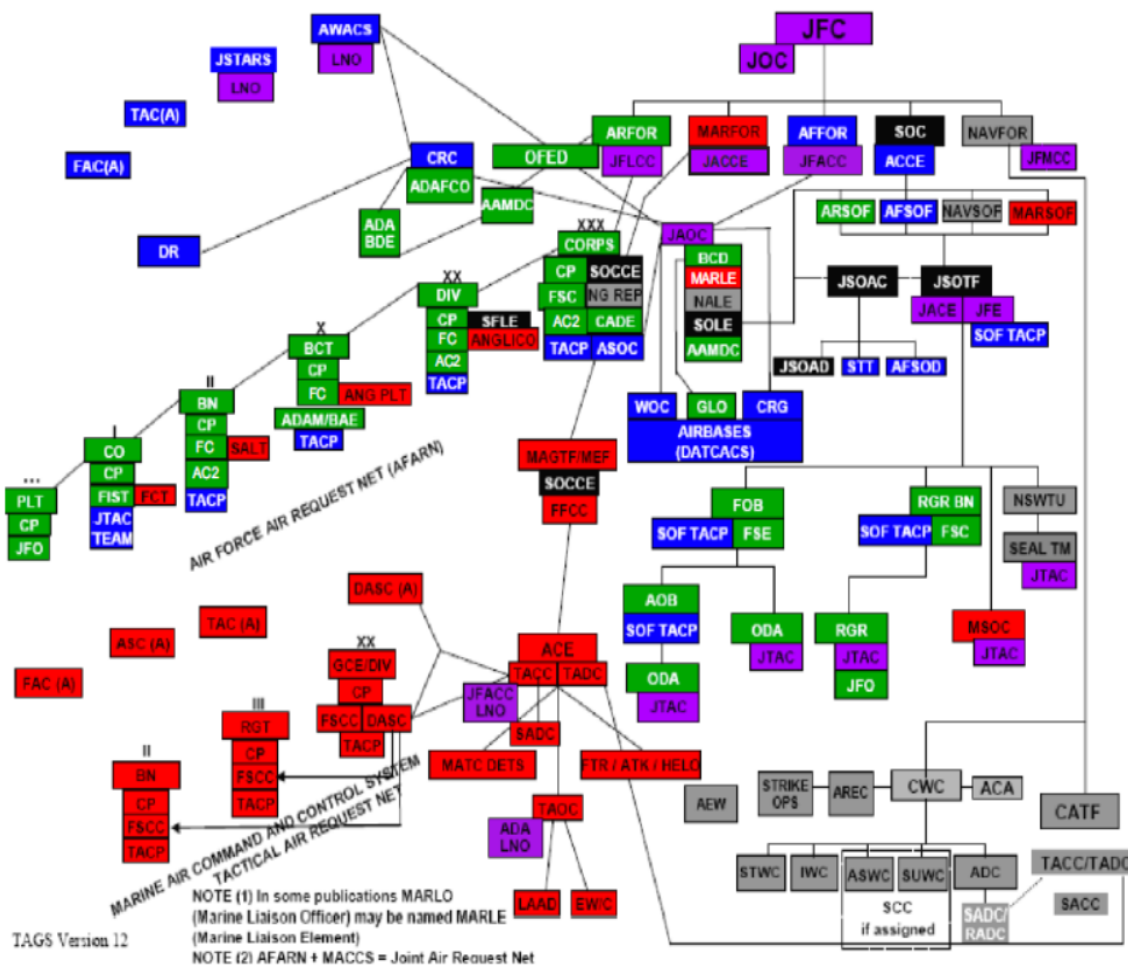 AWACS
LNO
JSTARS
LNO
TAC(A)
FAC(A)
DR
JFC
JOC
ARFOR
JFLCC
MARFOR
JACCE
AFFOR
JFACC
SOC
ACCE
NAVFOR
JFMCC
CRC
ADAFCO
OFED
AAMDC
ADA
BDE
ARSOF
AFSOF
NAVSOF
MARSOF
JAOC
BCD
MARLE
NALE
SOLE
AAMDC
JSOAC
JSOTF
JACE
JFE
SOF TACP
JSOAD
STT
AFSOD
XXX
CORPS
CP
SOCCE
FSC
NG REP
AC2
CADE
TACP
ASOC
XX
DIV
CP
SFLE
FC
ANGLICO
AC2
TACP
X
BCT
CP
FC
ANG PLT
ADAM/BAE
TACP
II
BN
CP
FC
SALT
AC2
TACP
I
CO
CP
FIST
FCT
JTAC
TEAM
...
PLT
CP
JFO
AIR FORCE AIR REQUEST NET (AFARN)
WOC
GLO
CRG
AIRBASES
(DATCACS)
MAGTF/MEF
SOCCE
FFCC
FOB
SOF TACP
FSE
RGR BN
SOF TACP
FSC
NSWTU
SEAL TM
JTAC
AOB
SOF TACP
ODA
JTAC
ODA
JTAC
RGR
JTAC
JFO
MSOC
JTAC
DASC (A)
TAC (A)
ASC (A)
FAC (A)
XX
GCE/DIV
CP
FSCC
DASC
TACP
III
RGT
CP
FSCC
TACP
II
BN
CP
FSCC
TACP
ACE
TACC
TADC
JFACC
LNO
SADC
MATC DETS
FTR / ATK / HELO
TAOC
ADA
LNO
LAAD
EW/C
MARINE AIR COMMAND AND CONTROL SYSTEM
TACTICAL AIR REQUEST NET
AEW
STRIKE
OPS
AREC
CWC
ACA
CATF
STWC
IWC
ASWC
SUWC
ADC
SCC
if assigned
SADC/
RADC
TACC/TADC
SACC
NOTE (1) In some publications MARLO
(Marine Liaison Officer) may be named MARLE
(Marine Liaison Element)
NOTE (2) AFARN + MACCS = Joint Air Request Net
TAGS Version 12